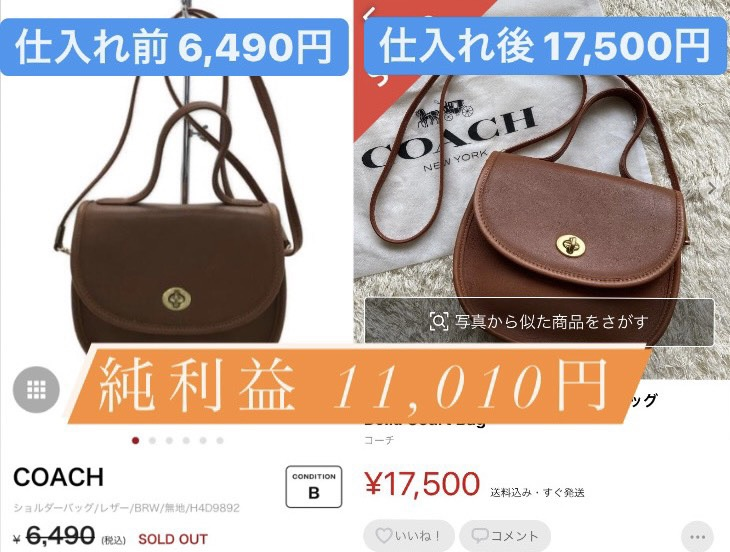 仕入れ前 6,490円
仕入れ後 17,500円
COACH
NEW YORK
写真から似た商品をさがす
純利益 11,010円
ッグ
コーチ
COACH
CONDITION
B
ショルダーバッグ/レザー/BRW/無地/H4D9892
¥ 6,490 (税込) SOLD OUT
¥17,500 送料込み・すぐ発送
いいね！
コメント